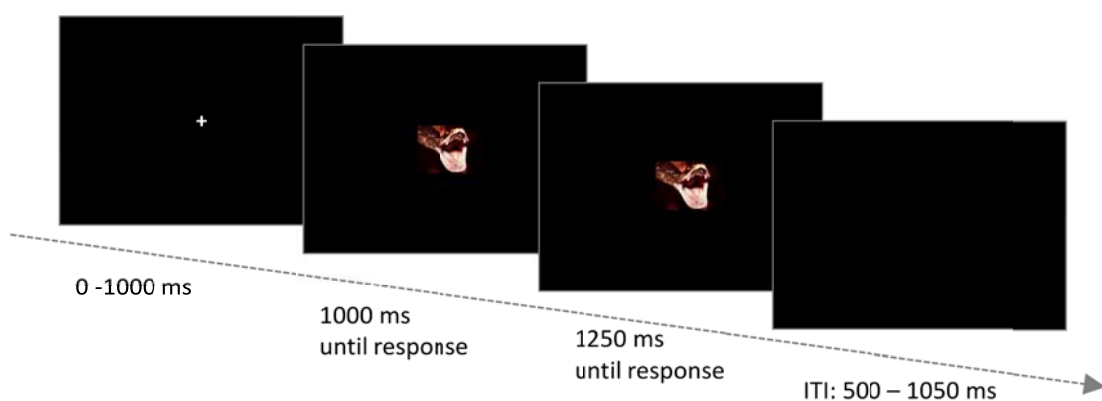 0 -1000 ms
1000 ms
until response
1250 ms
until response
ITI: 500 – 1050 ms